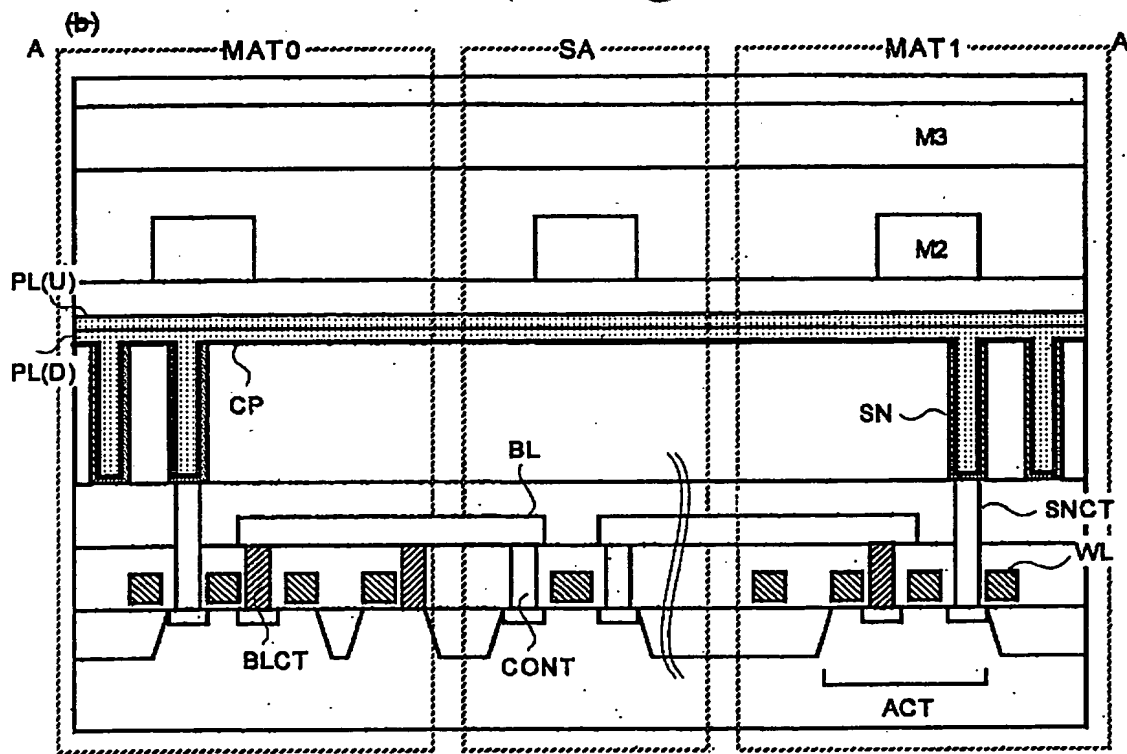 (b)
A MAT0 SA MAT1 A
M3
M2
PL(U)
PL(D)
CP
SN
BL
SNCT
WL
BLCT
CONT
ACT